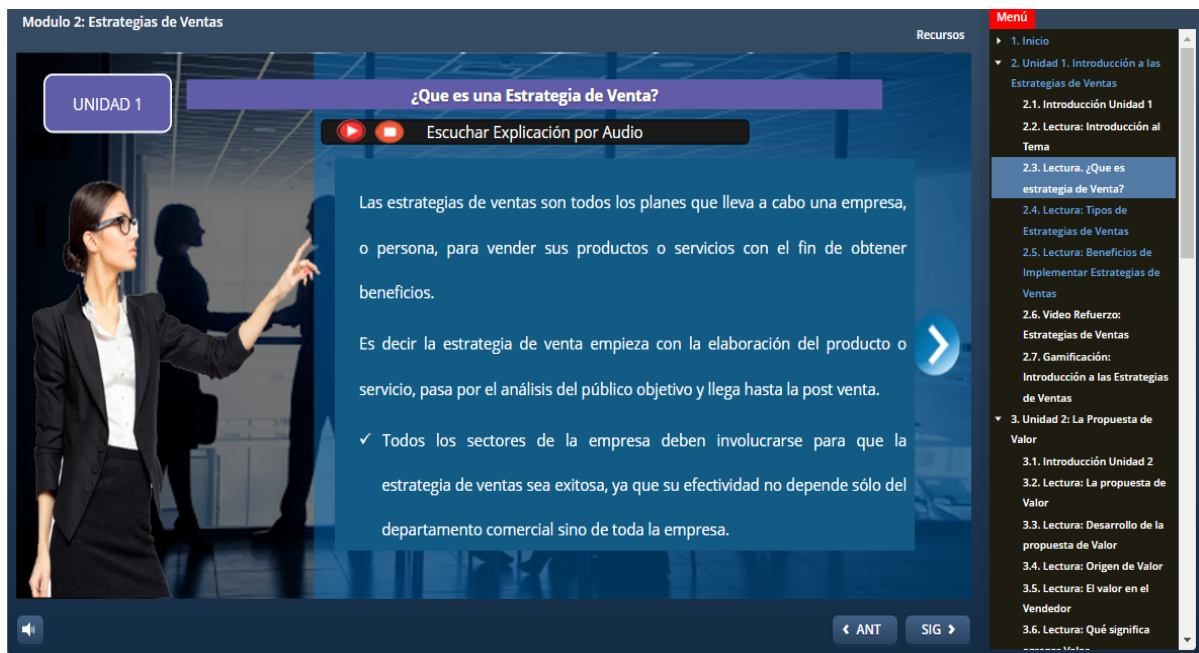 Modulo 2: Estrategias de Ventas
Recursos
UNIDAD 1
¿Que es una Estrategia de Venta?
Escuchar Explicación por Audio
Las estrategias de ventas son todos los planes que lleva a cabo una empresa,
o persona, para vender sus productos o servicios con el fin de obtener
beneficios.
Es decir la estrategia de venta empieza con la elaboración del producto o
servicio, pasa por el análisis del público objetivo y llega hasta la post venta.
✓ Todos los sectores de la empresa deben involucrarse para que la
estrategia de ventas sea exitosa, ya que su efectividad no depende sólo del
departamento comercial sino de toda la empresa.
ANT
SIG
Menú
1. Inicio
2. Unidad 1. Introducción a las
Estrategias de Ventas
2.1. Introducción Unidad 1
2.2. Lectura: Introducción al
Tema
2.3. Lectura. ¿Que es
estrategia de Venta?
2.4. Lectura: Tipos de
Estrategias de Ventas
2.5. Lectura: Beneficios de
Implementar Estrategias de
Ventas
2.6. Video Refuerzo:
Estrategias de Ventas
2.7. Gamificación:
Introducción a las Estrategias
de Ventas
3. Unidad 2: La Propuesta de
Valor
3.1. Introducción Unidad 2
3.2. Lectura: La propuesta de
Valor
3.3. Lectura: Desarrollo de la
propuesta de Valor
3.4. Lectura: Origen de Valor
3.5. Lectura: El valor en el
Vendedor
3.6. Lectura: Qué significa